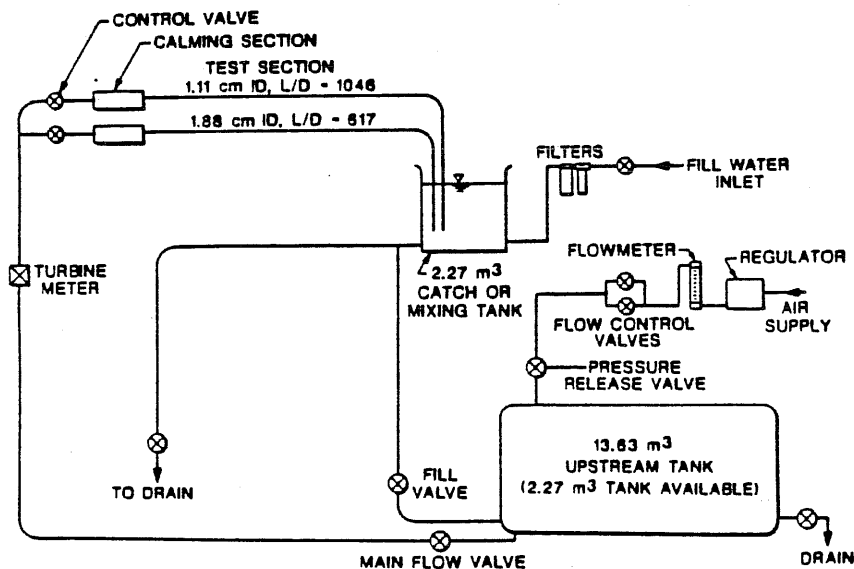 CONTROL VALVE
CALMING SECTION
TEST SECTION
1.11 cm ID, L/D = 1046
1.88 cm ID, L/D = 617
FILTERS
FILL WATER
INLET
TURBINE
METER
2.27 m³
CATCH OR
MIXING TANK
FLOWMETER
REGULATOR
AIR
SUPPLY
FLOW CONTROL
VALVES
PRESSURE
RELEASE VALVE
13.63 m³
UPSTREAM TANK
(2.27 m³ TANK AVAILABLE)
TO DRAIN
FILL
VALVE
MAIN FLOW VALVE
DRAIN